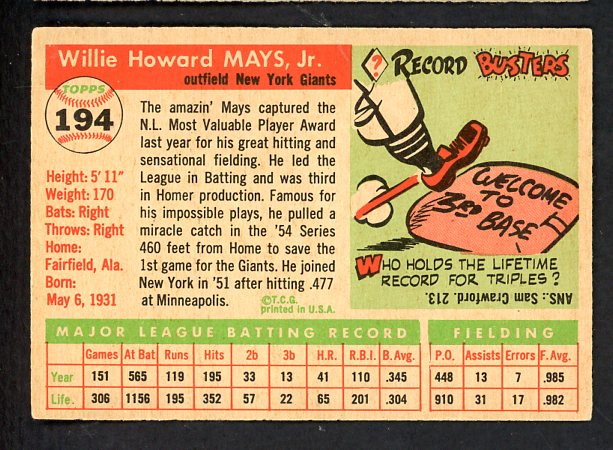 Willie Howard MAYS, Jr.
outfield New York Giants
TOPPS
194
Height: 5' 11"
Weight: 170
Bats: Right
Throws: Right
Home:
Fairfield, Ala.
Born:
May 6, 1931
The amazin' Mays captured the
N.L. Most Valuable Player Award
last year for his great hitting and
sensational fielding. He led the
League in Batting and was third
in Homer production. Famous for
his impossible plays, he pulled a
miracle catch in the '54 Series
460 feet from Home to save the
1st game for the Giants. He joined
New York in '51 after hitting .477
at Minneapolis.
©T.C.G.
printed in U.S.A.
? RECORD BUSTERS
WELCOME
TO
3RD BASE
WHO HOLDS THE LIFETIME
RECORD FOR TRIPLES?
ANS.: Sam Crawford, 213.
MAJOR LEAGUE BATTING RECORD FIELDING
Games At Bat Runs Hits 2b 3b H.R. R.B.I. B. Avg. P.O. Assists Errors F. Avg.
Year 151 565 119 195 33 13 41 110 .345 448 13 7 .985
Life. 306 1156 195 352 57 22 65 201 .304 910 31 17 .982